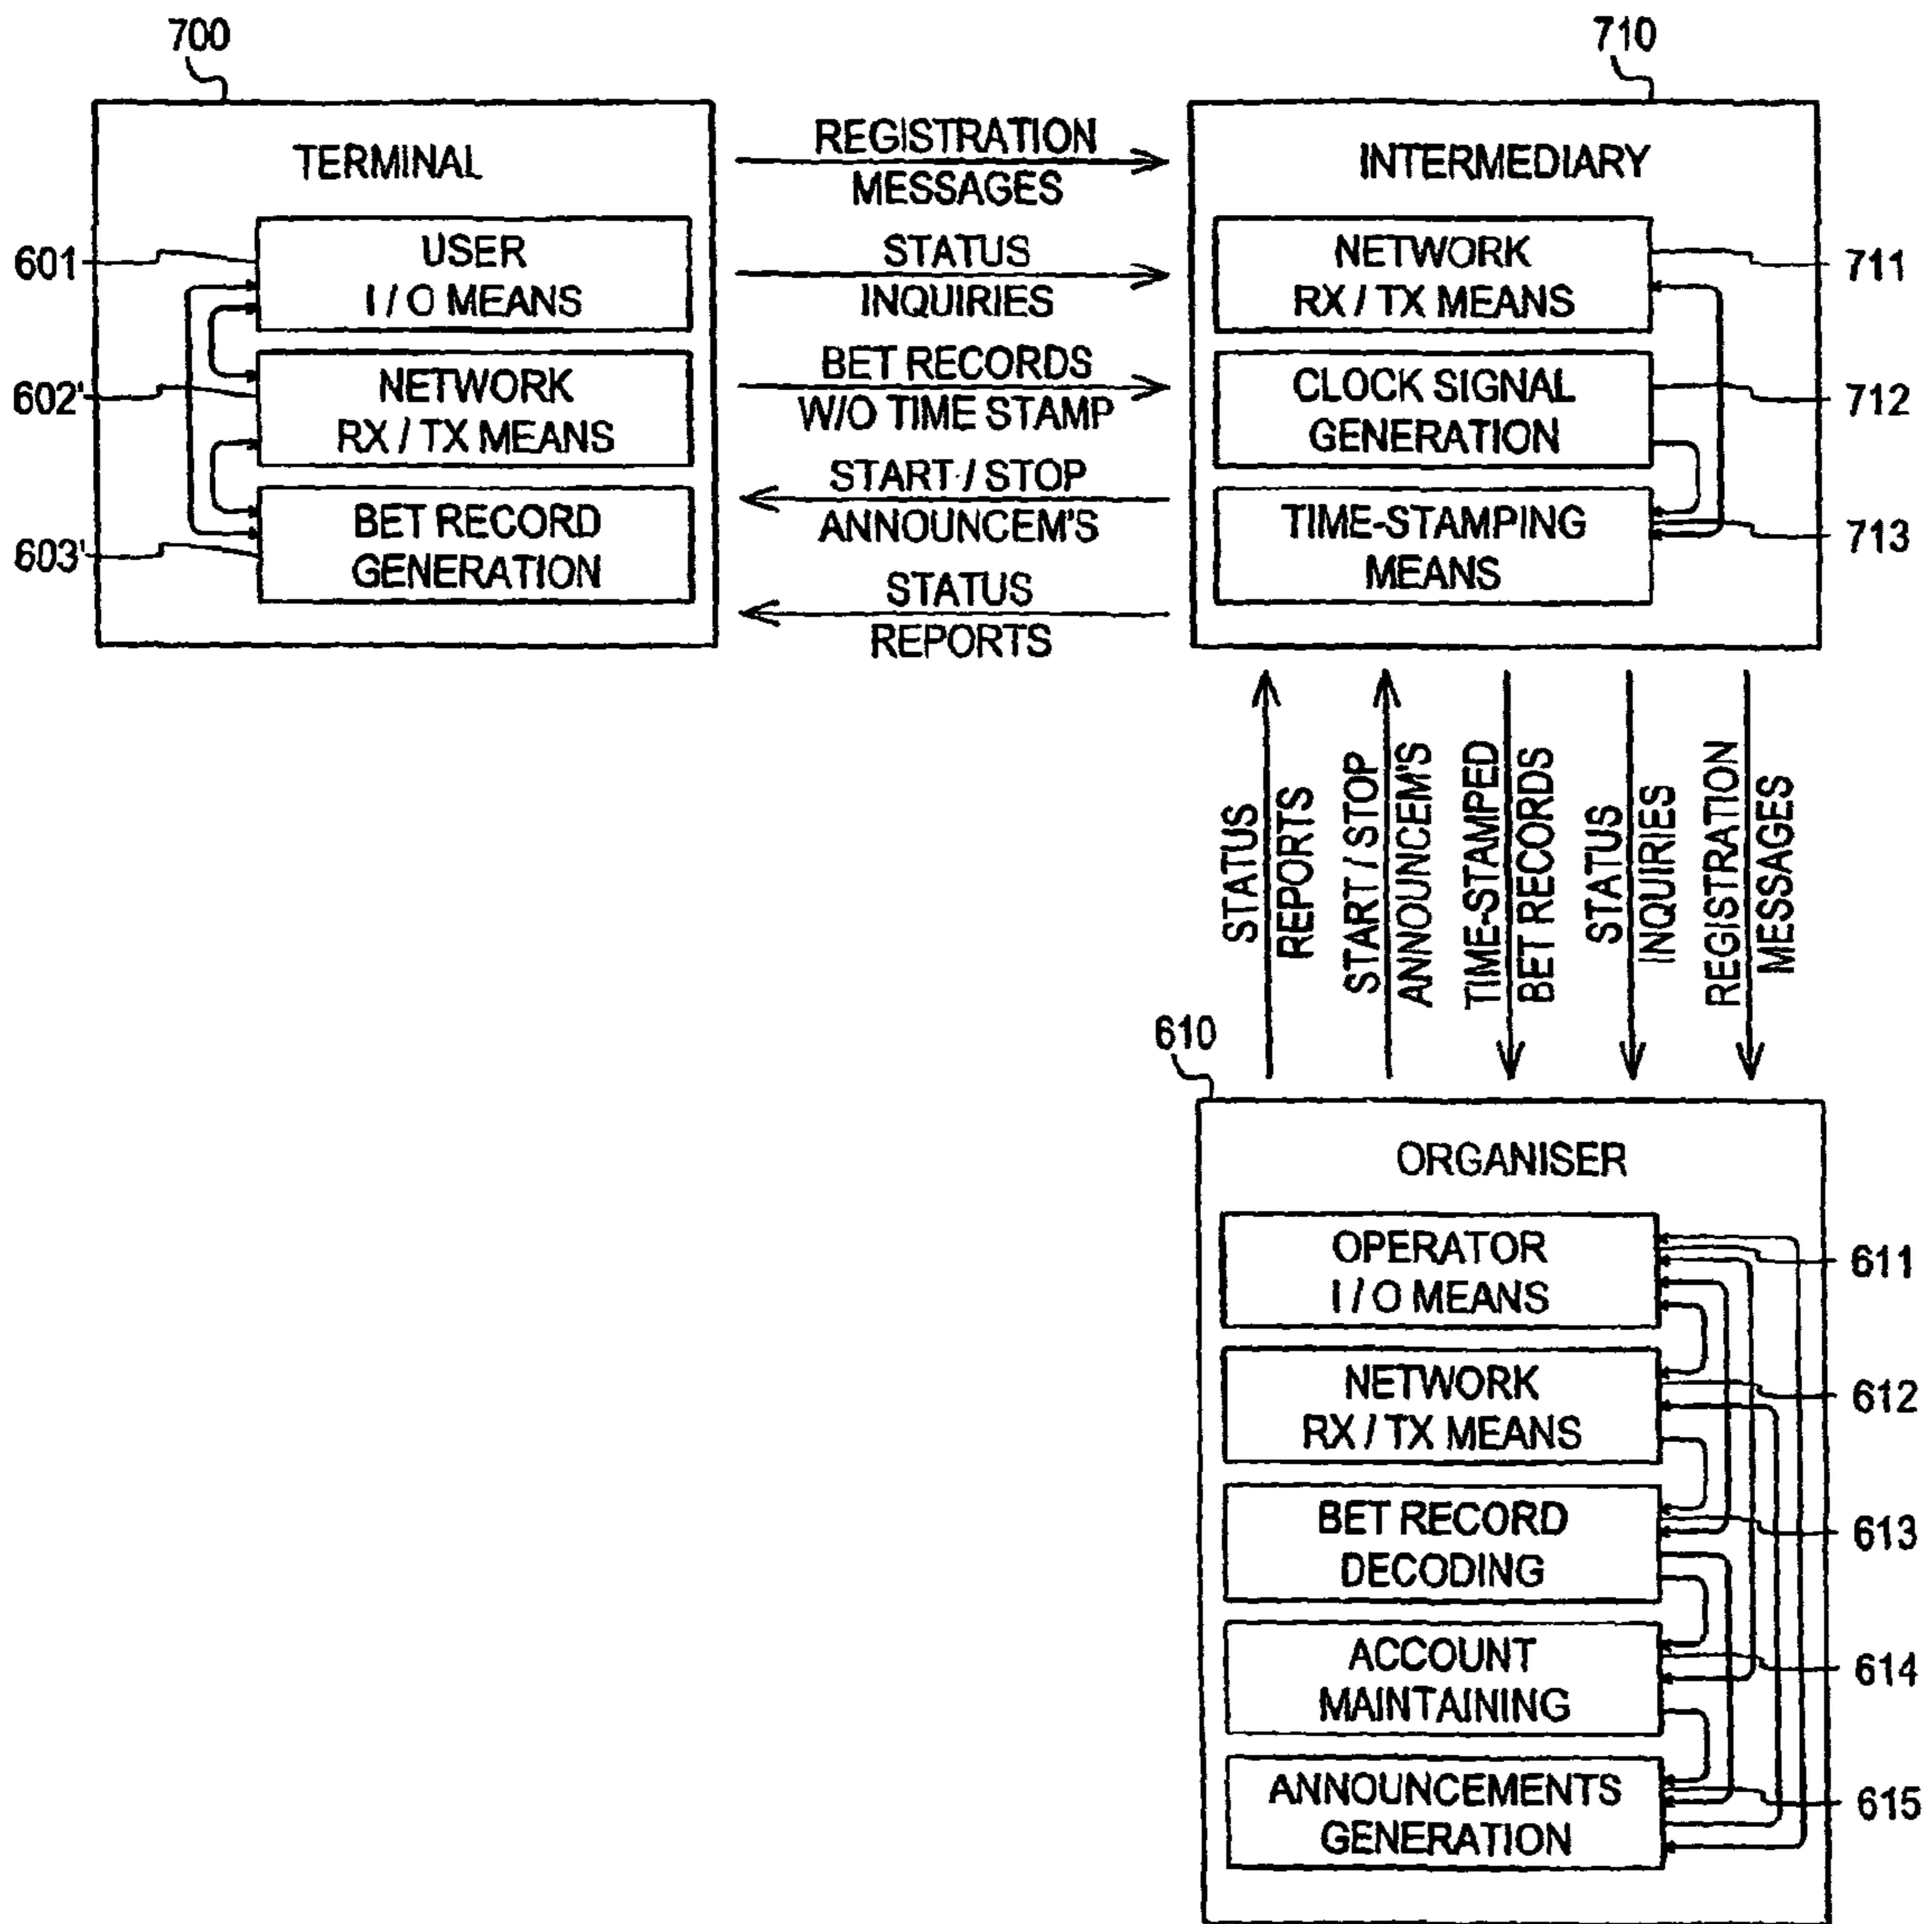 700
TERMINAL
601
USER
I / O MEANS
602'
NETWORK
RX / TX MEANS
603'
BET RECORD
GENERATION
REGISTRATION
MESSAGES
STATUS
INQUIRIES
BET RECORDS
W/O TIME STAMP
START / STOP
ANNOUNCEM'S
STATUS
REPORTS
710
INTERMEDIARY
NETWORK
RX / TX MEANS
711
CLOCK SIGNAL
GENERATION
712
TIME-STAMPING
MEANS
713
STATUS
REPORTS
START / STOP
ANNOUNCEM'S
TIME-STAMPED
BET RECORDS
STATUS
INQUIRIES
REGISTRATION
MESSAGES
610
ORGANISER
OPERATOR
I / O MEANS
611
NETWORK
RX / TX MEANS
612
BET RECORD
DECODING
613
ACCOUNT
MAINTAINING
614
ANNOUNCEMENTS
GENERATION
615